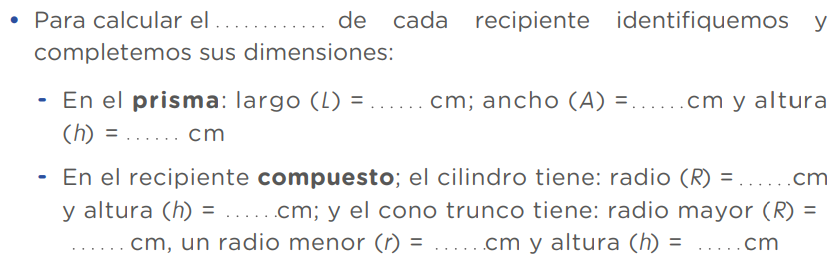 • Para calcular el ............ de cada recipiente identifiquemos y
completemos sus dimensiones:
- En el prisma: largo (L) = ...... cm; ancho (A) =......cm y altura
(h) = ...... cm
- En el recipiente compuesto; el cilindro tiene: radio (R) =......cm
y altura (h) = ......cm; y el cono trunco tiene: radio mayor (R) =
...... cm, un radio menor (r) = ......cm y altura (h) = .....cm